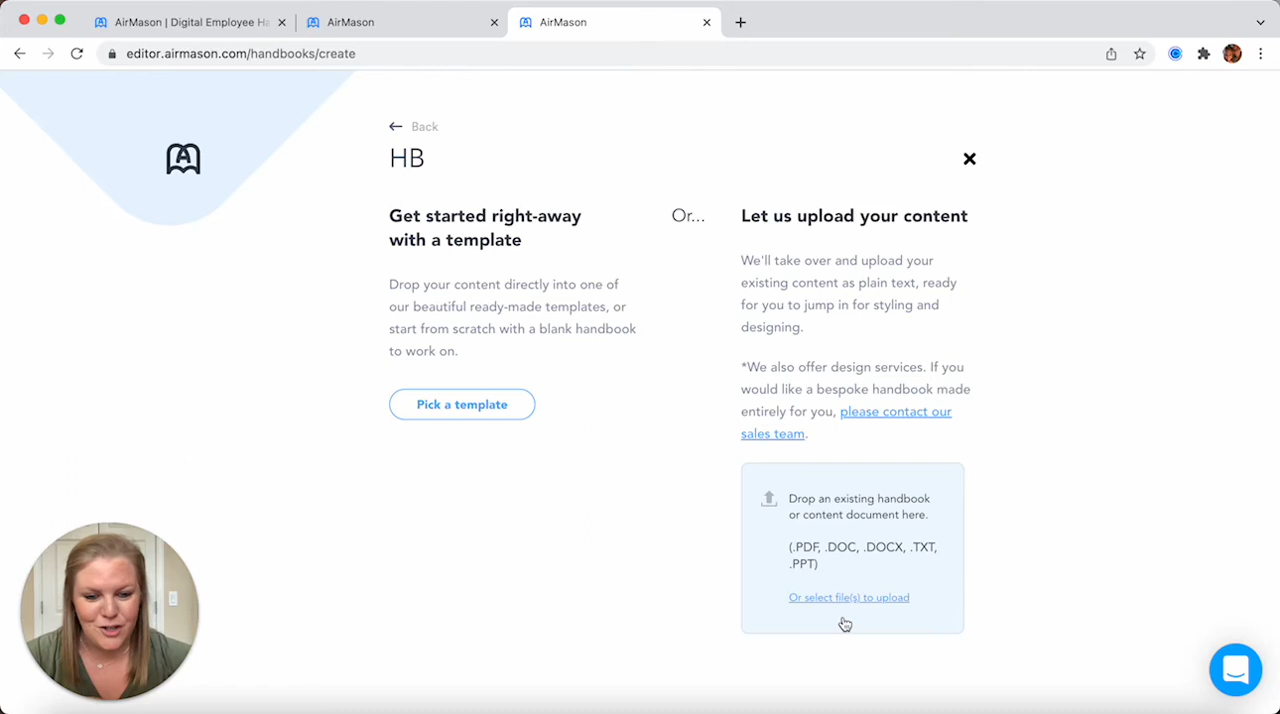 AirMason | Digital Employee Ha
AirMason
AirMason
editor.airmason.com/handbooks/create
Back
HB
Get started right-away
with a template
Drop your content directly into one of
our beautiful ready-made templates, or
start from scratch with a blank handbook
to work on.
Pick a template
Or...
Let us upload your content
We'll take over and upload your
existing content as plain text, ready
for you to jump in for styling and
designing.
*We also offer design services. If you
would like a bespoke handbook made
entirely for you, please contact our
sales team.
Drop an existing handbook
or content document here.
(.PDF, .DOC, .DOCX, .TXT,
.PPT)
Or select file(s) to upload